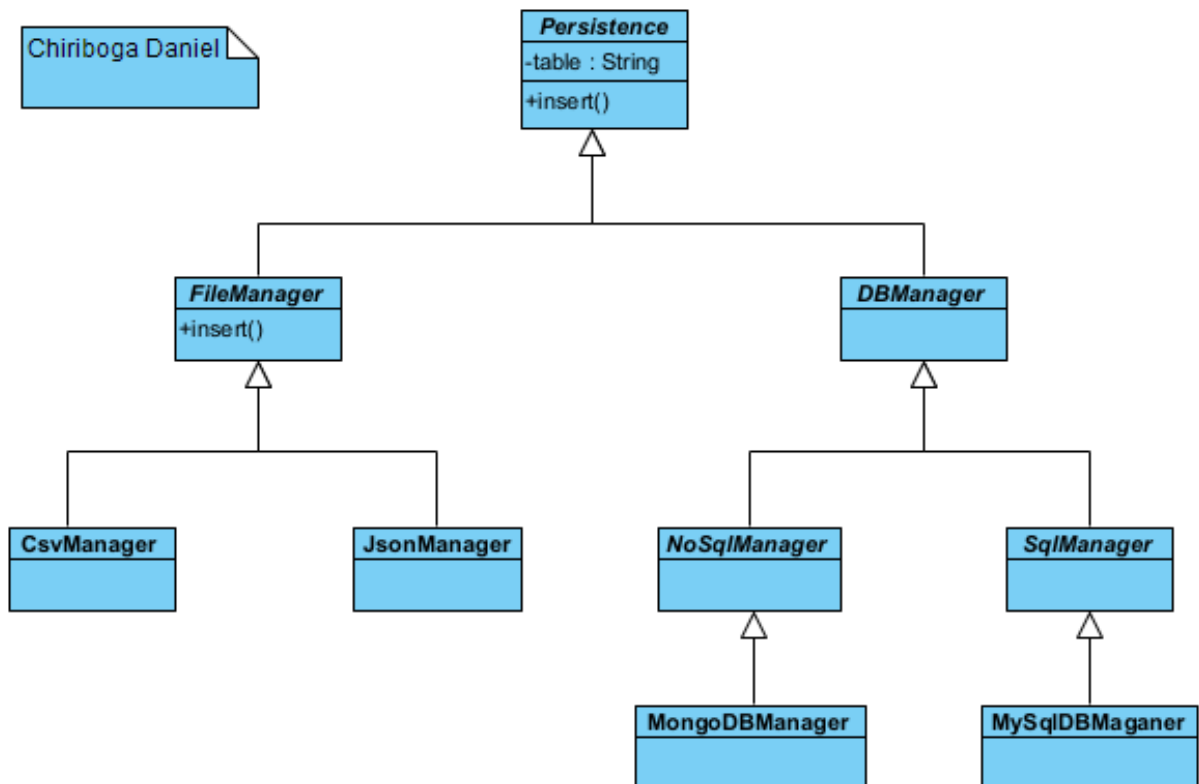 Chiriboga Daniel
Persistence
-table : String
+insert()
FileManager
+insert()
DBManager
CsvManager
JsonManager
NoSqlManager
SqlManager
MongoDBManager
MySqlDBMaganer